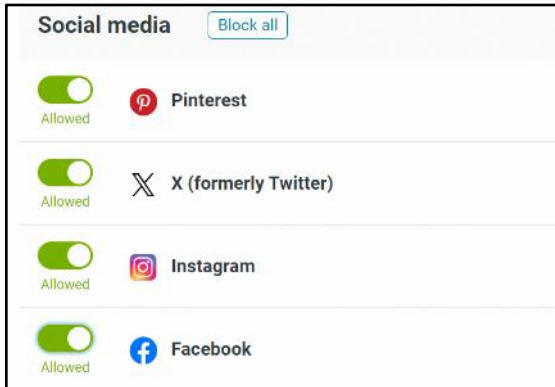 Social media
Block all
Allowed
Pinterest
Allowed
X (formerly Twitter)
Allowed
Instagram
Allowed
Facebook